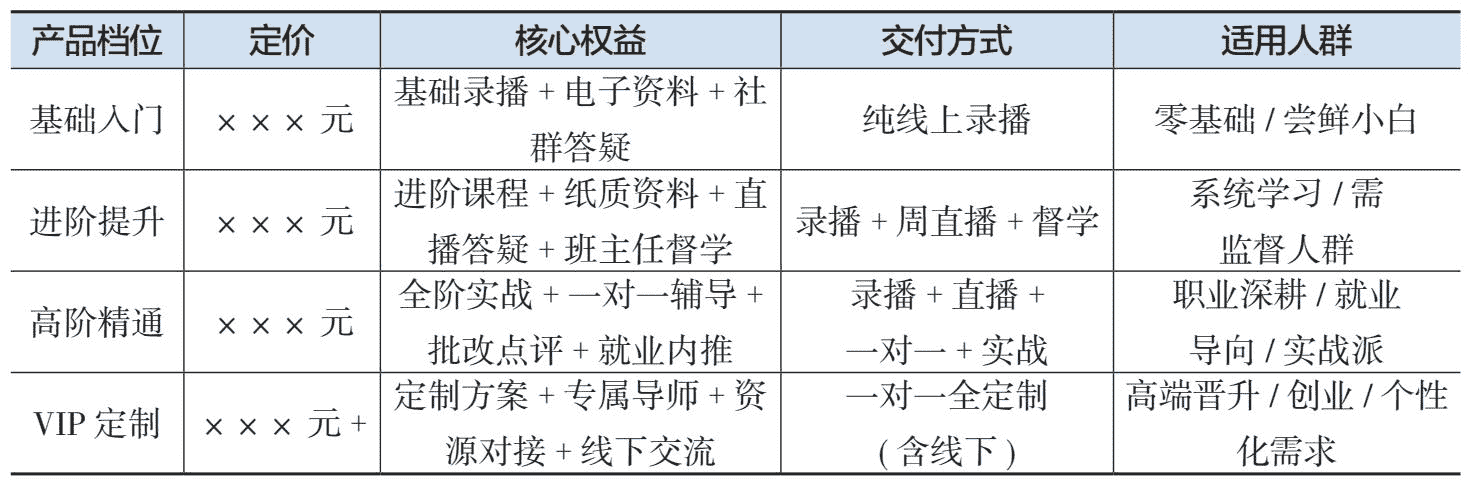 产品档位 定价 核心权益 交付方式 适用人群
基础入门 ××× 元 基础录播 + 电子资料 + 社群答疑 纯线上录播 零基础 / 尝鲜小白
进阶提升 ××× 元 进阶课程 + 纸质资料 + 直播答疑 + 班主任督学 录播 + 周直播 + 督学 系统学习 / 需监督人群
高阶精通 ××× 元 全阶实战 + 一对一辅导 + 批改点评 + 就业内推 录播 + 直播 + 一对一 + 实战 职业深耕 / 就业导向 / 实战派
VIP 定制 ××× 元 + 定制方案 + 专属导师 + 资源对接 + 线下交流 一对一全定制 ( 含线下 ) 高端晋升 / 创业 / 个性化需求